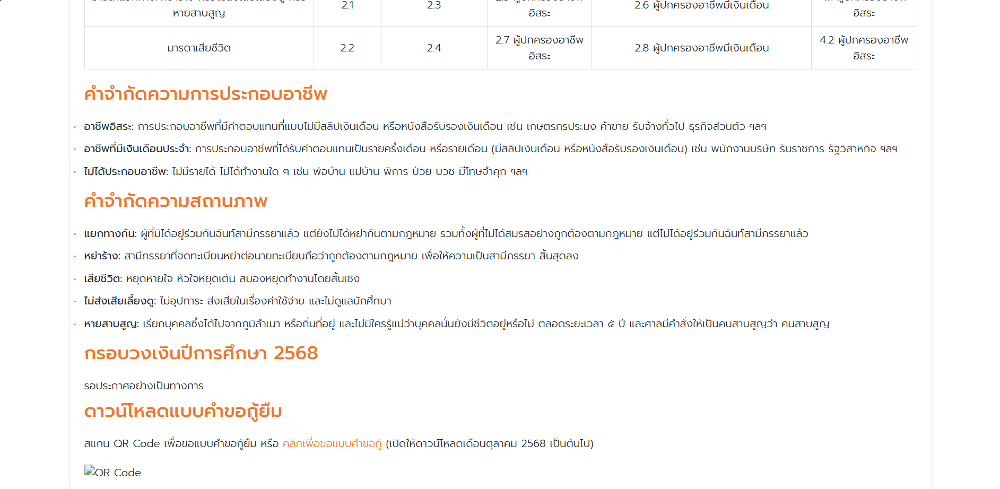 หายสาบสูญ
2.1
2.3
อิสระ
2.6 ผู้ปกครองอาชีพมีเงินเดือน
อิสระ
มารดาเสียชีวิต
2.2
2.4
2.7 ผู้ปกครองอาชีพ
อิสระ
2.8 ผู้ปกครองอาชีพมีเงินเดือน
4.2 ผู้ปกครองอาชีพ
อิสระ
คำจำกัดความการประกอบอาชีพ
อาชีพอิสระ: การประกอบอาชีพที่มีค่าตอบแทนที่แบบไม่มีสลิปเงินเดือน หรือหนังสือรับรองเงินเดือน เช่น เกษตรกรประมง ค้าขาย รับจ้างทั่วไป ธุรกิจส่วนตัว ฯลฯ
อาชีพที่มีเงินเดือนประจำ: การประกอบอาชีพที่ได้รับค่าตอบแทนเป็นรายครึ่งเดือน หรือรายเดือน (มีสลิปเงินเดือน หรือหนังสือรับรองเงินเดือน) เช่น พนักงานบริษัท รับราชการ รัฐวิสาหกิจ ฯลฯ
ไม่ได้ประกอบอาชีพ: ไม่มีรายได้ ไม่ได้ทำงานใด ๆ เช่น พ่อบ้าน แม่บ้าน พิการ ป่วย บวช มีโทษจำคุก ฯลฯ
คำจำกัดความสถานภาพ
แยกทางกัน: ผู้ที่มิได้อยู่ร่วมกันฉันท์สามีภรรยาแล้ว แต่ยังไม่ได้หย่ากันตามกฎหมาย รวมทั้งผู้ที่ไม่ได้สมรสอย่างถูกต้องตามกฎหมาย แต่ไม่ได้อยู่ร่วมกันฉันท์สามีภรรยาแล้ว
หย่าร้าง: สามีภรรยาที่จดทะเบียนหย่าต่อนายทะเบียนถือว่าถูกต้องตามกฎหมาย เพื่อให้ความเป็นสามีภรรยา สิ้นสุดลง
เสียชีวิต: หยุดหายใจ หัวใจหยุดเต้น สมองหยุดทำงานโดยสิ้นเชิง
ไม่ส่งเสียเลี้ยงดู: ไม่อุปการะ ส่งเสียในเรื่องค่าใช้จ่าย และไม่ดูแลนักศึกษา
หายสาบสูญ: เรียกบุคคลซึ่งได้ไปจากภูมิลำเนา หรือถิ่นที่อยู่ และไม่มีใครรู้แน่ว่าบุคคลนั้นยังมีชีวิตอยู่หรือไม่ ตลอดระยะเวลา ๕ ปี และศาลมีคำสั่งให้เป็นคนสาบสูญว่า คนสาบสูญ
กรอบวงเงินปีการศึกษา 2568
รอประกาศอย่างเป็นทางการ
ดาวน์โหลดแบบคำขอกู้ยืม
สแกน QR Code เพื่อขอแบบคำขอกู้ยืม หรือ คลิกเพื่อขอแบบคำขอกู้ (เปิดให้ดาวน์โหลดเดือนตุลาคม 2568 เป็นต้นไป)
QR Code